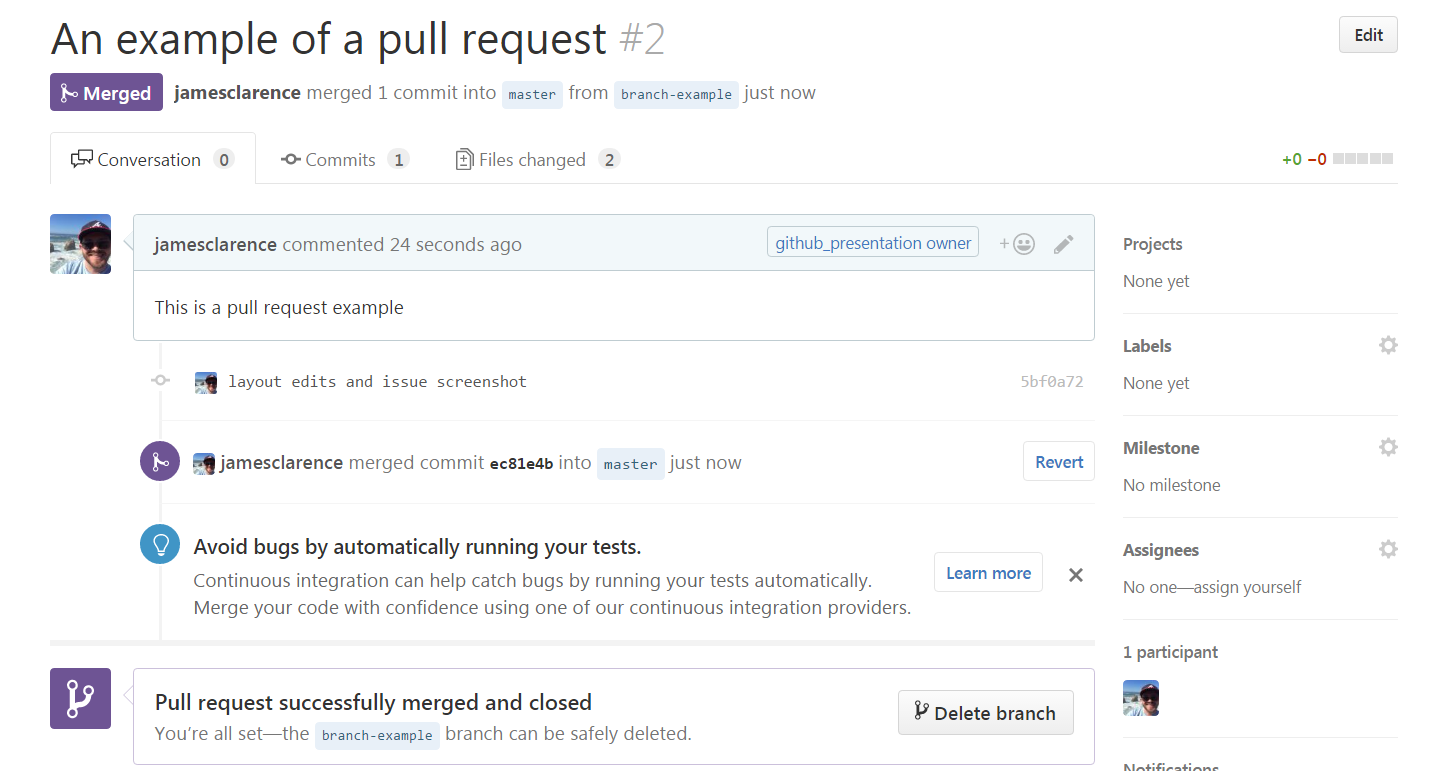 An example of a pull request #2
Edit
Merged jamesclarence merged 1 commit into master from branch-example just now
Conversation 0 Commits 1 Files changed 2
+0 −0
jamesclarence commented 24 seconds ago
github_presentation owner
+
This is a pull request example
layout edits and issue screenshot 5bf0a72
jamesclarence merged commit ec81e4b into master just now
Revert
Avoid bugs by automatically running your tests.
Continuous integration can help catch bugs by running your tests automatically.
Merge your code with confidence using one of our continuous integration providers.
Learn more
Pull request successfully merged and closed
You’re all set—the branch-example branch can be safely deleted.
Delete branch
Projects
None yet
Labels
None yet
Milestone
No milestone
Assignees
No one—assign yourself
1 participant
Notifications